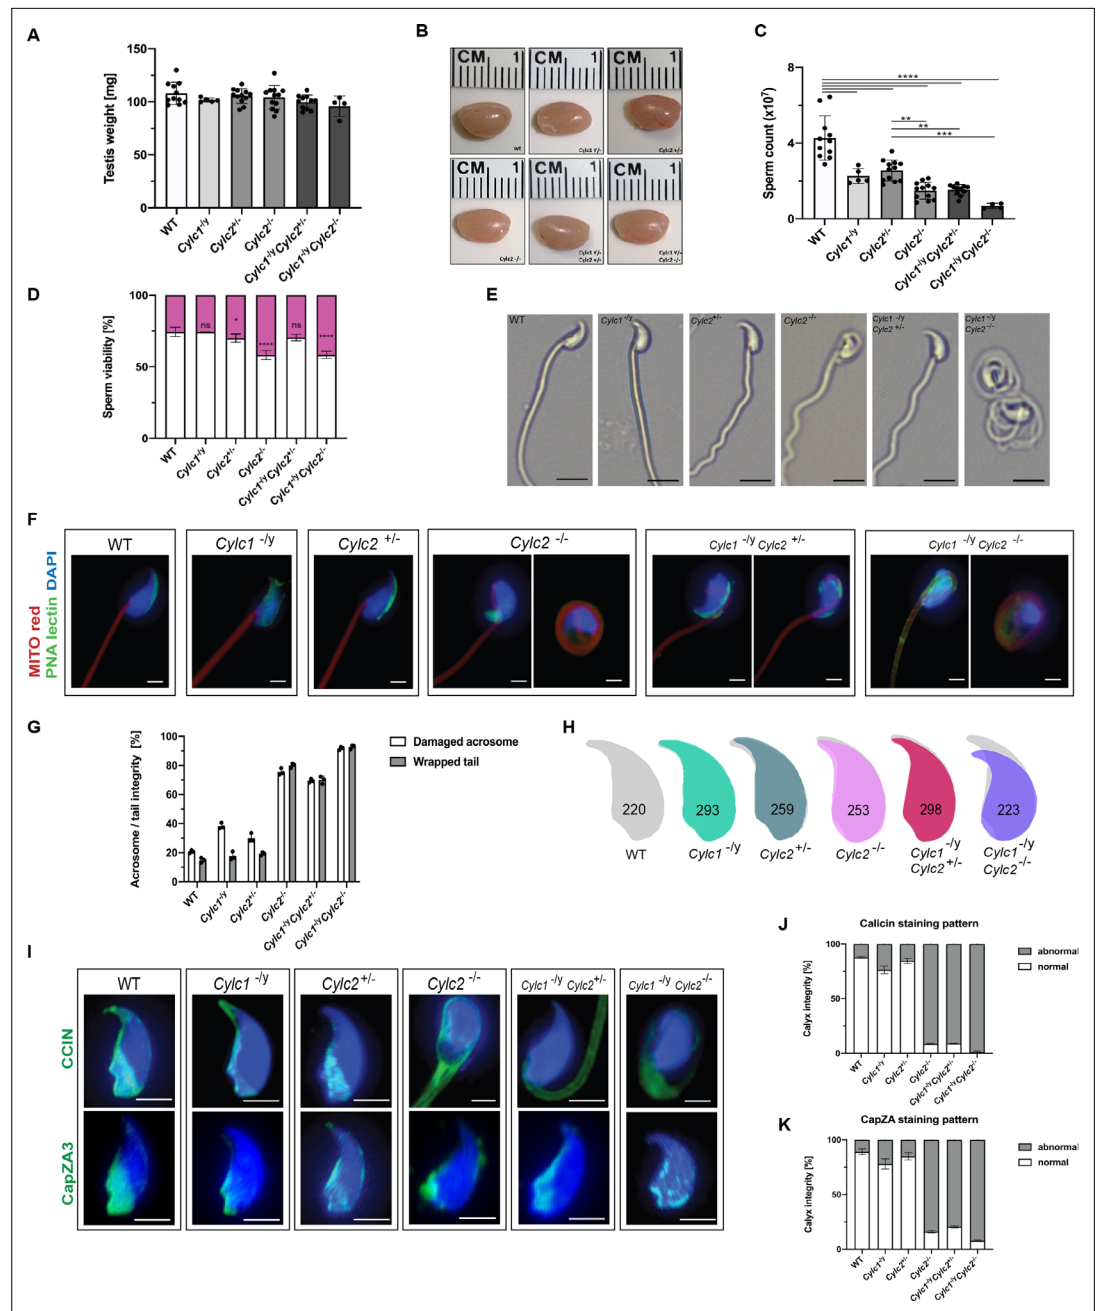 A
Testis weight [mg]
150
100
50
0
WT
Cylc1-/y
Cylc2+/-
Cylc2-/-
Cylc1-/yCylc2+/-
Cylc1-/yCylc2-/-
B
CM 1
CM 1
CM 1
WT
Cylc1 Y/-
Cylc2 +/-
CM 1
CM 1
CM 1
Cylc2 -/-
Cylc1 Y/-
Cylc2 +/-
Cylc1 Y/-
Cylc2 -/-
C
Sperm count (x10⁷)
8
4
0
****
**
**
***
WT
Cylc1-/y
Cylc2+/-
Cylc2-/-
Cylc1-/yCylc2+/-
Cylc1-/yCylc2-/-
D
Sperm viability [%]
100
50
0
ns
*
****
ns
****
WT
Cylc1-/y
Cylc2+/-
Cylc2-/-
Cylc1-/yCylc2+/-
Cylc1-/yCylc2-/-
E
WT
Cylc1-/y
Cylc2+/-
Cylc2-/-
Cylc1-/y
Cylc2+/-
Cylc1-/y
Cylc2-/-
F
MITO red
PNA lectin DAPI
WT
Cylc1 -/y
Cylc2 +/-
Cylc2 -/-
Cylc1 -/y Cylc2 +/-
Cylc1 -/y Cylc2 -/-
G
Acrosome / tail integrity [%]
100
80
60
40
20
0
Damaged acrosome
Wrapped tail
WT
Cylc1-/y
Cylc2+/-
Cylc2-/-
Cylc1-/yCylc2+/-
Cylc1-/yCylc2-/-
H
220
293
259
253
298
223
WT
Cylc1 -/y
Cylc2 +/-
Cylc2 -/-
Cylc1 -/y
Cylc2 +/-
Cylc1 -/y
Cylc2 -/-
I
WT
Cylc1 -/y
Cylc2 +/-
Cylc2 -/-
Cylc1 -/y Cylc2 +/-
Cylc1 -/y Cylc2 -/-
CCIN
CapZA3
J
Calicin staining pattern
Calyx integrity [%]
100
50
0
abnormal
normal
WT
Cylc1-/y
Cylc2+/-
Cylc2-/-
Cylc1-/yCylc2+/-
Cylc1-/yCylc2-/-
K
CapZA staining pattern
Calyx integrity [%]
100
50
0
abnormal
normal
WT
Cylc1-/y
Cylc2+/-
Cylc2-/-
Cylc1-/yCylc2+/-
Cylc1-/yCylc2-/-